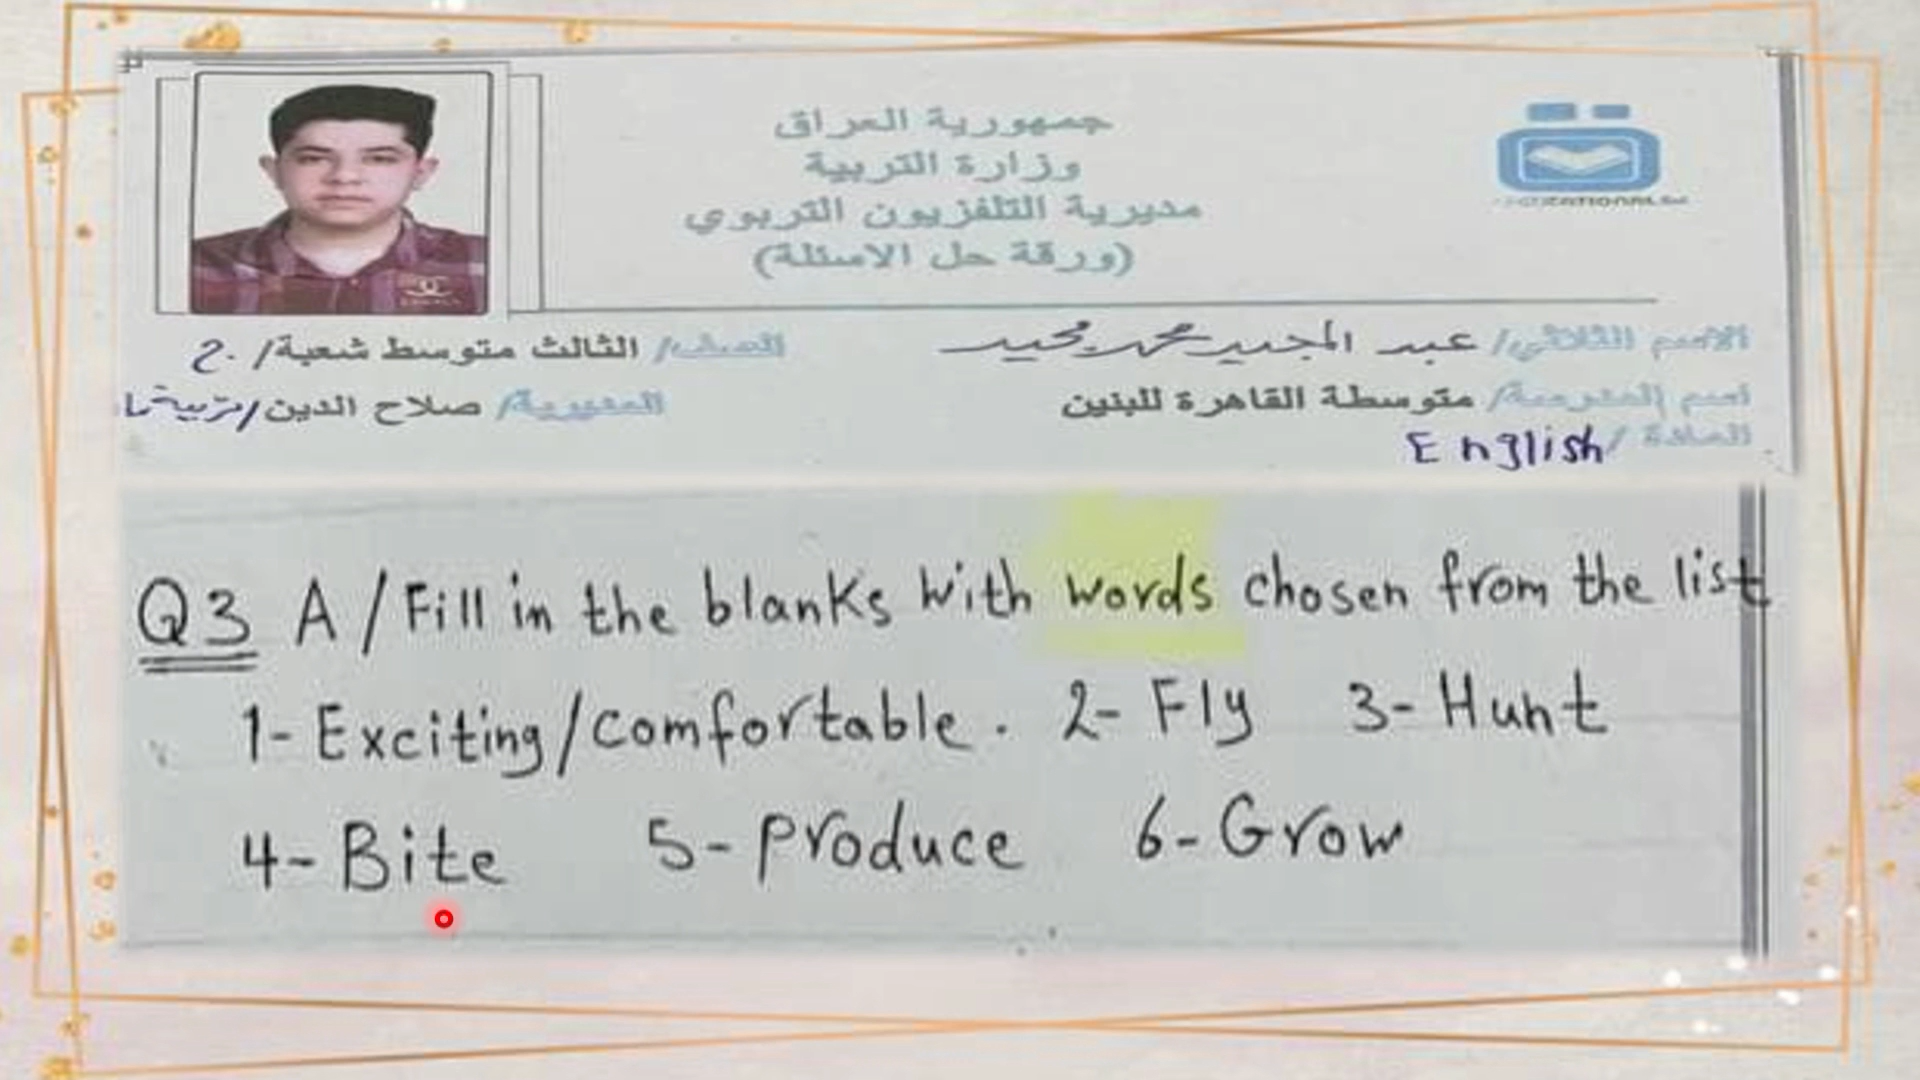 جمهورية العراق
وزارة التربية
مديرية التلفزيون التربوي
(ورقة حل الاسئلة)
الاسم الثلاثي/ عبد المجيد محمد مجيد
الصف/ الثالث متوسط شعبة/ ج
اسم المدرسة/ متوسطة القاهرة للبنين
المديرية/ صلاح الدين/
المادة/ English
Q3 A/Fill in the blanks with words chosen from the list
1- Exciting/comfortable. 2- Fly 3- Hunt
4- Bite 5- produce 6- Grow